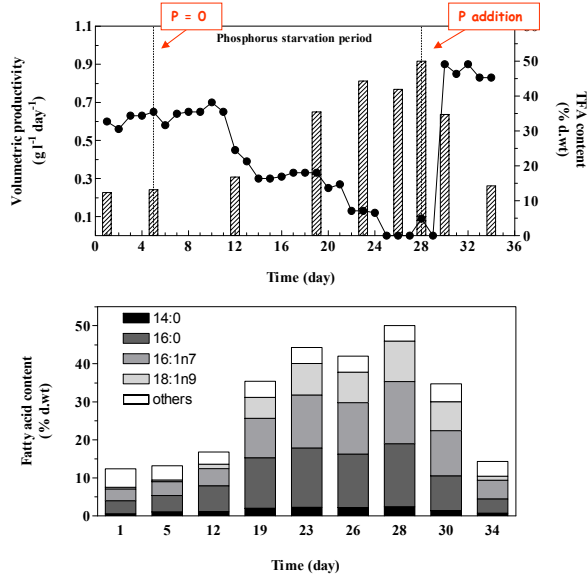 P = 0
P addition
Phosphorus starvation period
Volumetric productivity
g l-1 day-1
1.1
0.9
0.7
0.5
0.3
0.1
50
40
30
20
10
0
TFA content
(% d.wt)
0 4 8 12 16 20 24 28 32 36
Time (day)
Fatty acid content
(% d.wt)
50
40
30
20
10
0
14:0
16:0
16:1n7
18:1n9
others
1 5 12 19 23 26 28 30 34
Time (day)